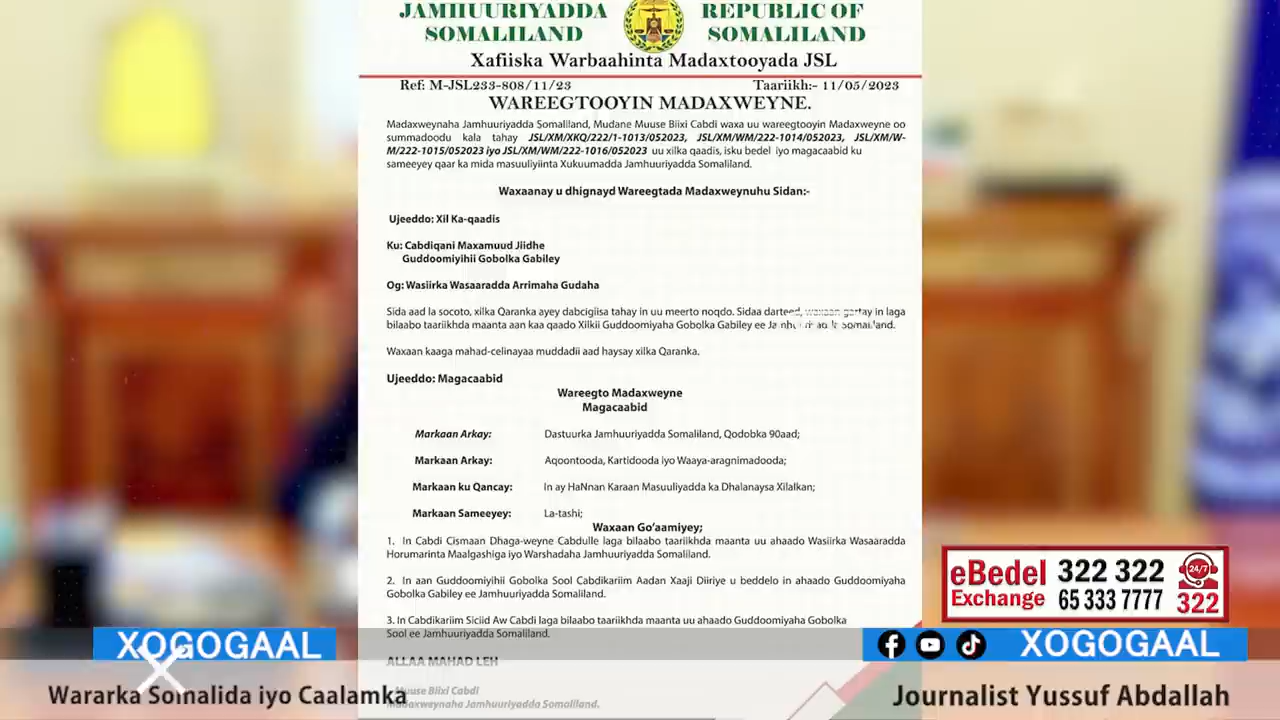 JAMHUURIYADDA
SOMALILAND
REPUBLIC OF
SOMALILAND
Xafiiska Warbaahinta Madaxtooyada JSL
Ref: M-JSL233-808/11/23
Taariikh:- 11/05/2023
WAREEGTOOYIN MADAXWEYNE.
Madaxweynaha Jamhuuriyadda Somaliland, Mudane Muuse Biixi Cabdi waxa uu wareegtooyin Madaxweyne oo
summadoodu kala tahay JSL/XM/XKQ/222/1-1013/052023, JSL/XM/WM/222-1014/052023, JSL/XM/W-
M/222-1015/052023 iyo JSL/XM/WM/222-1016/052023 uu xilka qaadis, isku bedel iyo magacaabid ku
sameeyey qaar ka mida masuuliyiinta Xukuumadda Jamhuuriyadda Somaliland.
Waxaanay u dhignayd Wareegtada Madaxweynuhu Sidan:-
Ujeeddo: Xil Ka-qaadis
Ku: Cabdiqani Maxamuud Jiidhe
Guddoomiyihii Gobolka Gabiley
Og: Wasiirka Wasaaradda Arrimaha Gudaha
Sida aad la socoto, xilka Qaranka ayey dabcigiisa tahay in uu meerto noqdo. Sidaa darteed, waxaan gartay in laga
bilaabo taariikhda maanta aan kaa qaado Xilkii Guddoomiyaha Gobolka Gabiley ee Somaliland.
Waxaan kaaga mahad-celinayaa muddadii aad haysay xilka Qaranka.
Ujeeddo: Magacaabid
Wareegto Madaxweyne
Magacaabid
Markaan Arkay: Dastuurka Jamhuuriyadda Somaliland, Qodobka 90aad;
Markaan Arkay: Aqoontooda, Kartidooda iyo Waaya-aragnimadooda;
Markaan ku Qancay: In ay HaNnan Karaan Masuuliyadda ka Dhalanaysa Xilalkan;
Markaan Sameeyey: La-tashi;
Waxaan Go'aamiyey;
1. In Cabdi Cismaan Dhaga-weyne Cabdulle laga bilaabo taariikhda maanta uu ahaado Wasiirka Wasaaradda
Horumarinta Maalgashiga iyo Warshadaha Jamhuuriyadda Somaliland.
2. In aan Guddoomiyihii Gobolka Sool Cabdikariim Aadan Xaaji Diiriye u beddelo in ahaado Guddoomiyaha
Gobolka Gabiley ee Jamhuuriyadda Somaliland.
3. In Cabdikariim Siciid Aw Cabdi laga bilaabo taariikhda maanta uu ahaado Guddoomiyaha Gobolka
Sool ee Jamhuuriyadda Somaliland.
ALLAA MAHAD LEH
Muuse Biixi Cabdi
Madaxweynaha Jamhuuriyadda Somaliland.
eBedel
Exchange
322 322
65 333 7777
24/7
322
XOGOGAAL
XOGOGAAL
Wararka Somalida iyo Caalamka
Journalist Yussuf Abdallah